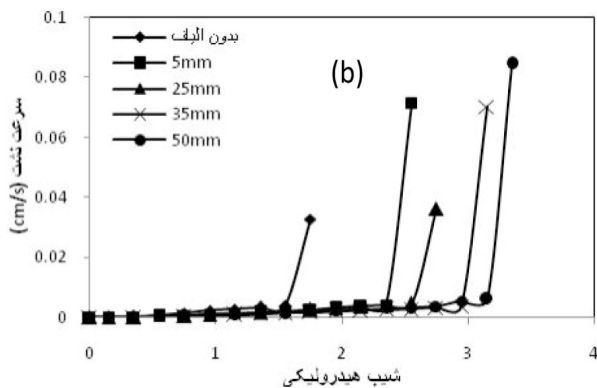 0.1
0.08
0.06
0.04
0.02
0
سرعت نشت (cm/s)
بدون الیاف
5mm
25mm
35mm
50mm
(b)
0 1 2 3 4
شیب هیدرولیکی